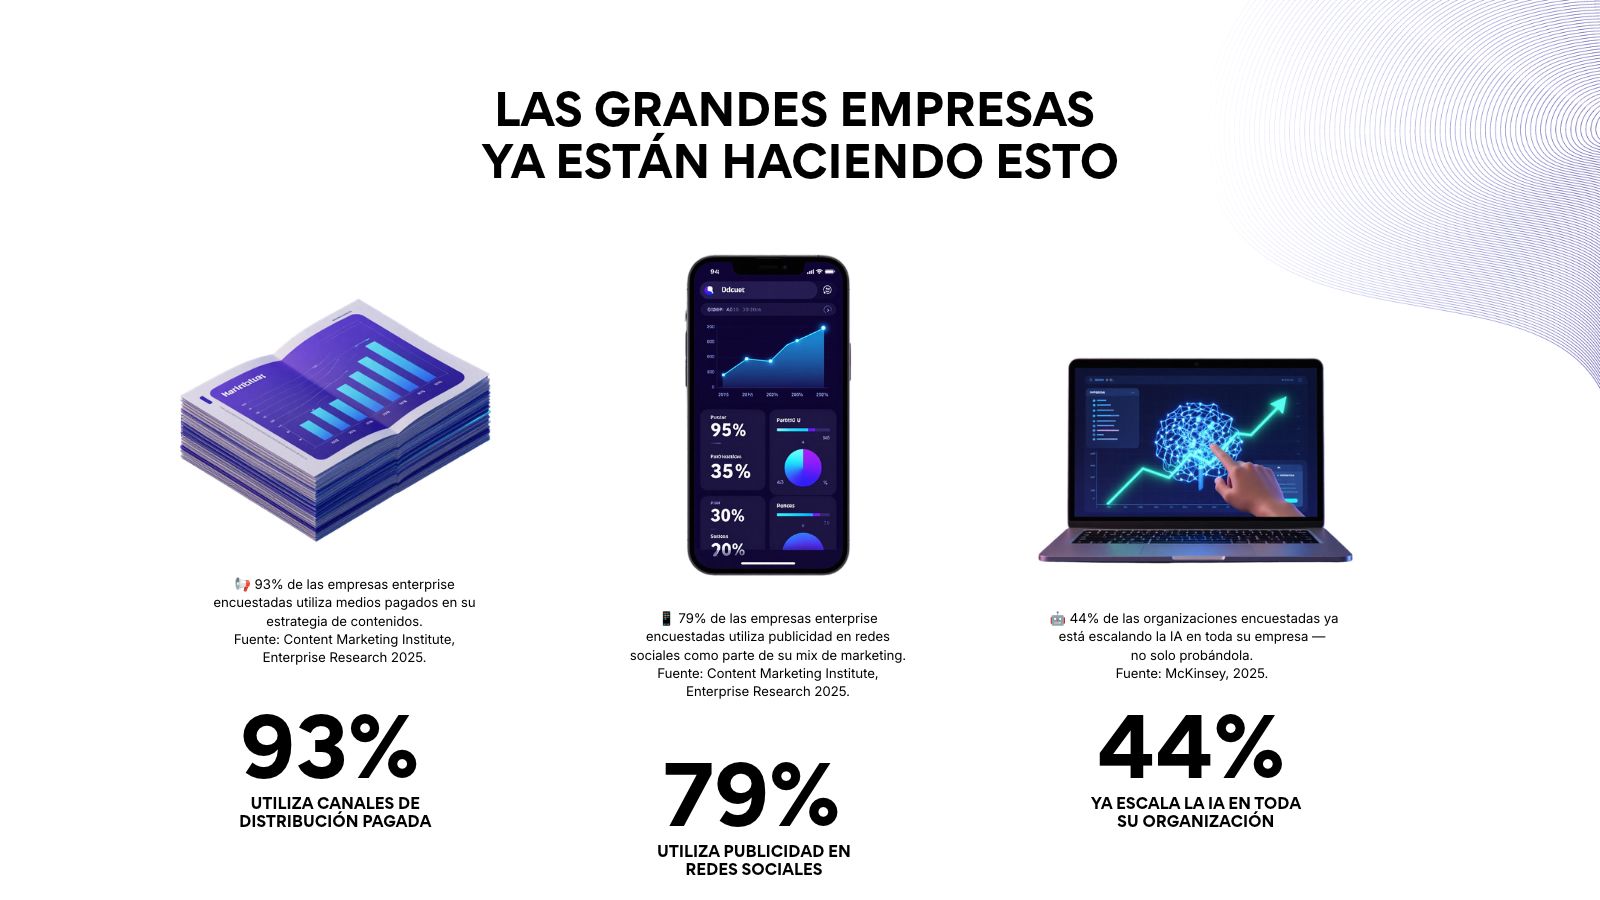 LAS GRANDES EMPRESAS
YA ESTÁN HACIENDO ESTO
94
Ddcuet
95%
35%
30%
20%
📢 93% de las empresas enterprise
encuestadas utiliza medios pagados en su
estrategia de contenidos.
Fuente: Content Marketing Institute,
Enterprise Research 2025.
93%
UTILIZA CANALES DE
DISTRIBUCIÓN PAGADA
📱 79% de las empresas enterprise
encuestadas utiliza publicidad en redes
sociales como parte de su mix de marketing.
Fuente: Content Marketing Institute,
Enterprise Research 2025.
79%
UTILIZA PUBLICIDAD EN
REDES SOCIALES
🤖 44% de las organizaciones encuestadas ya
está escalando la IA en toda su empresa —
no solo probándola.
Fuente: McKinsey, 2025.
44%
YA ESCALA LA IA EN TODA
SU ORGANIZACIÓN